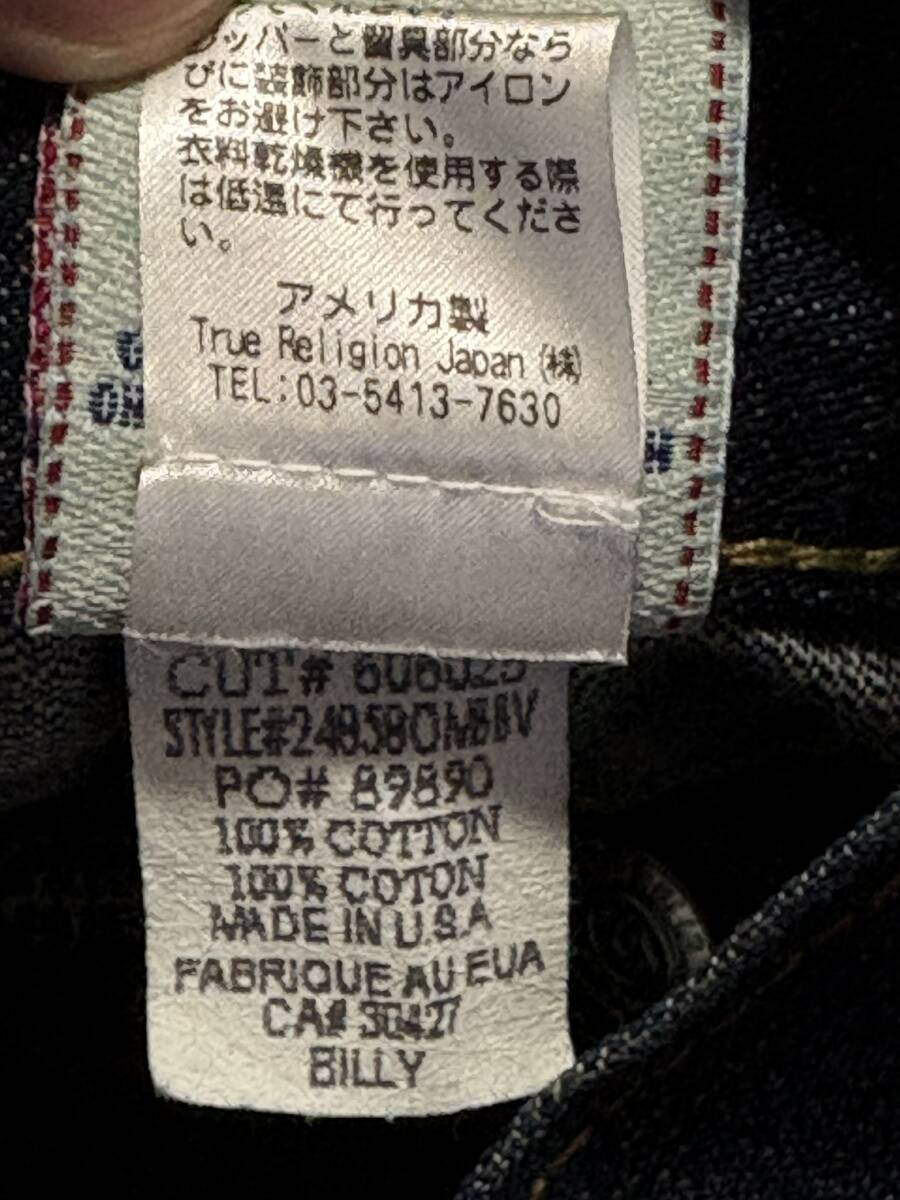 ジッパーと留具部分なら
びに装飾部分はアイロン
をお避け下さい。
衣料乾燥機を使用する際
は低温にて行ってくださ
い。
アメリカ製
True Religion Japan (株)
TEL:03-5413-7630
CUT# 606025
STYLE#24858OMBBV
PO# 89890
100% COTTON
100% COTON
MADE IN U.S.A
FABRIQUE AU EUA
CA# 30427
BILLY